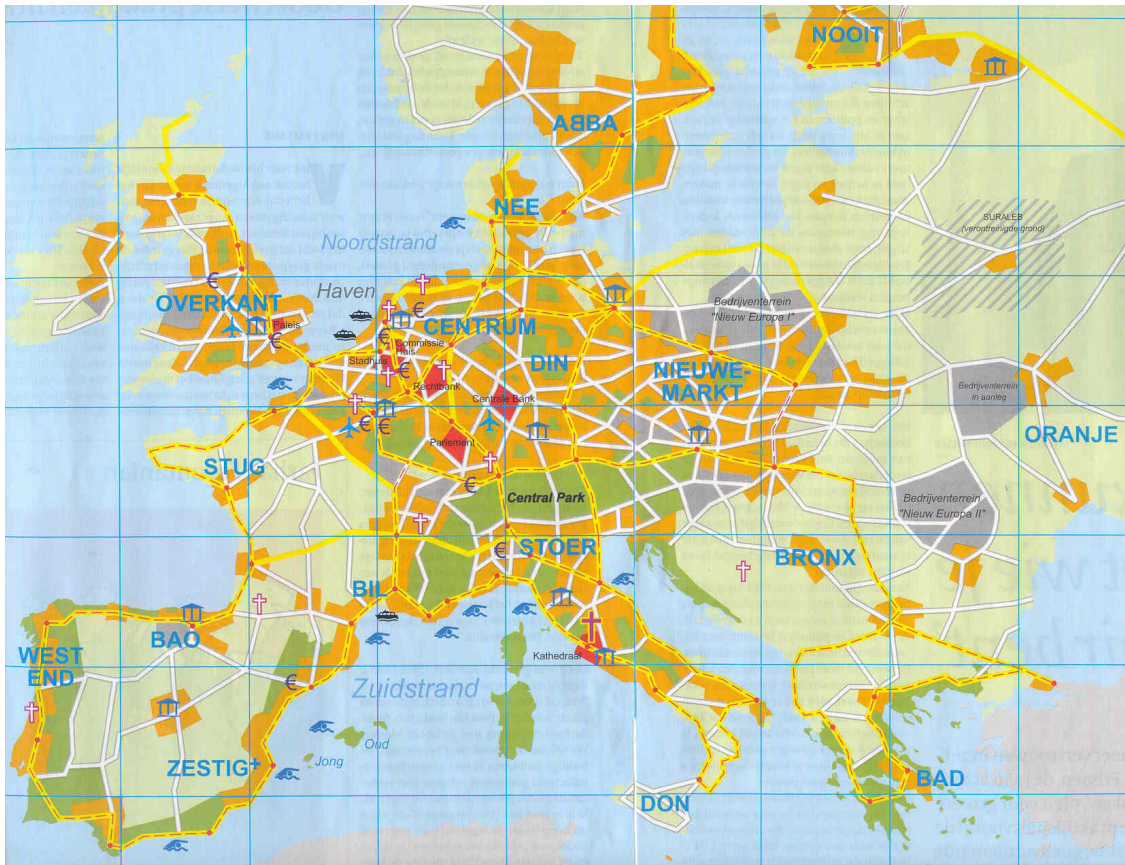 NOOIT
ABBA
NEE
SURALEB
(verontreinigde grond)
Noordstrand
Haven
OVERKANT
Paleis
CENTRUM
Commissie
Huis
Stadhuis
Rechtbank
DIN
Centrale Bank
Parlement
Bedrijventerrein
"Nieuw Europa I"
NIEUWE-
MARKT
Bedrijventerrein
in aanleg
ORANJE
STUG
Central Park
Bedrijventerrein
"Nieuw Europa II"
STOER
BRONX
BIL
BAO
WEST
END
Kathedraal
Zuidstrand
Oud
Jong
ZESTIG+
DON
BAD
€
€
€
€
€
€
€
€
€